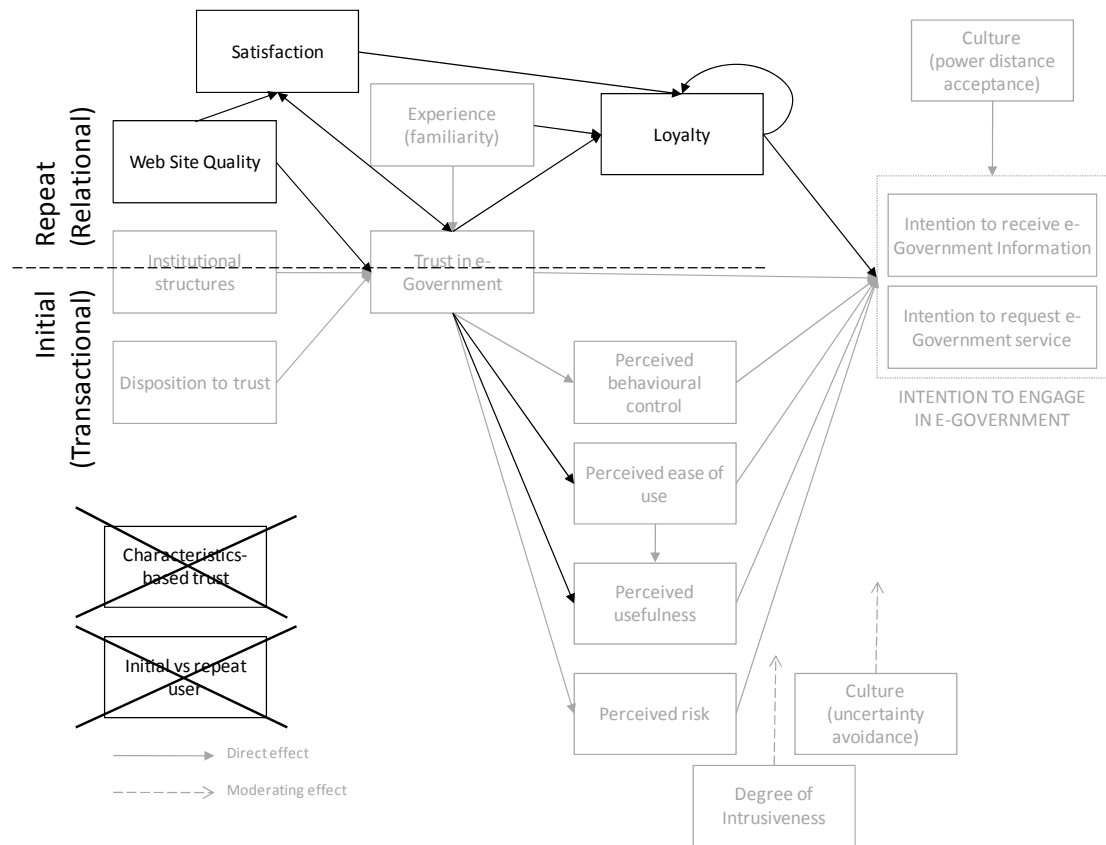 Satisfaction
Culture
(power distance
acceptance)
Experience
(familiarity)
Loyalty
Web Site Quality
Repeat
(Relational)
Intention to receive e-
Government Information
Institutional
structures
Trust in e-
Government
Intention to request e-
Government service
Initial
(Transactional)
Disposition to trust
Perceived
behavioural
control
INTENTION TO ENGAGE
IN E-GOVERNMENT
Perceived ease of
use
Characteristics-
based trust
Perceived
usefulness
Initial vs repeat
user
Perceived risk
Culture
(uncertainty
avoidance)
Direct effect
Moderating effect
Degree of
Intrusiveness